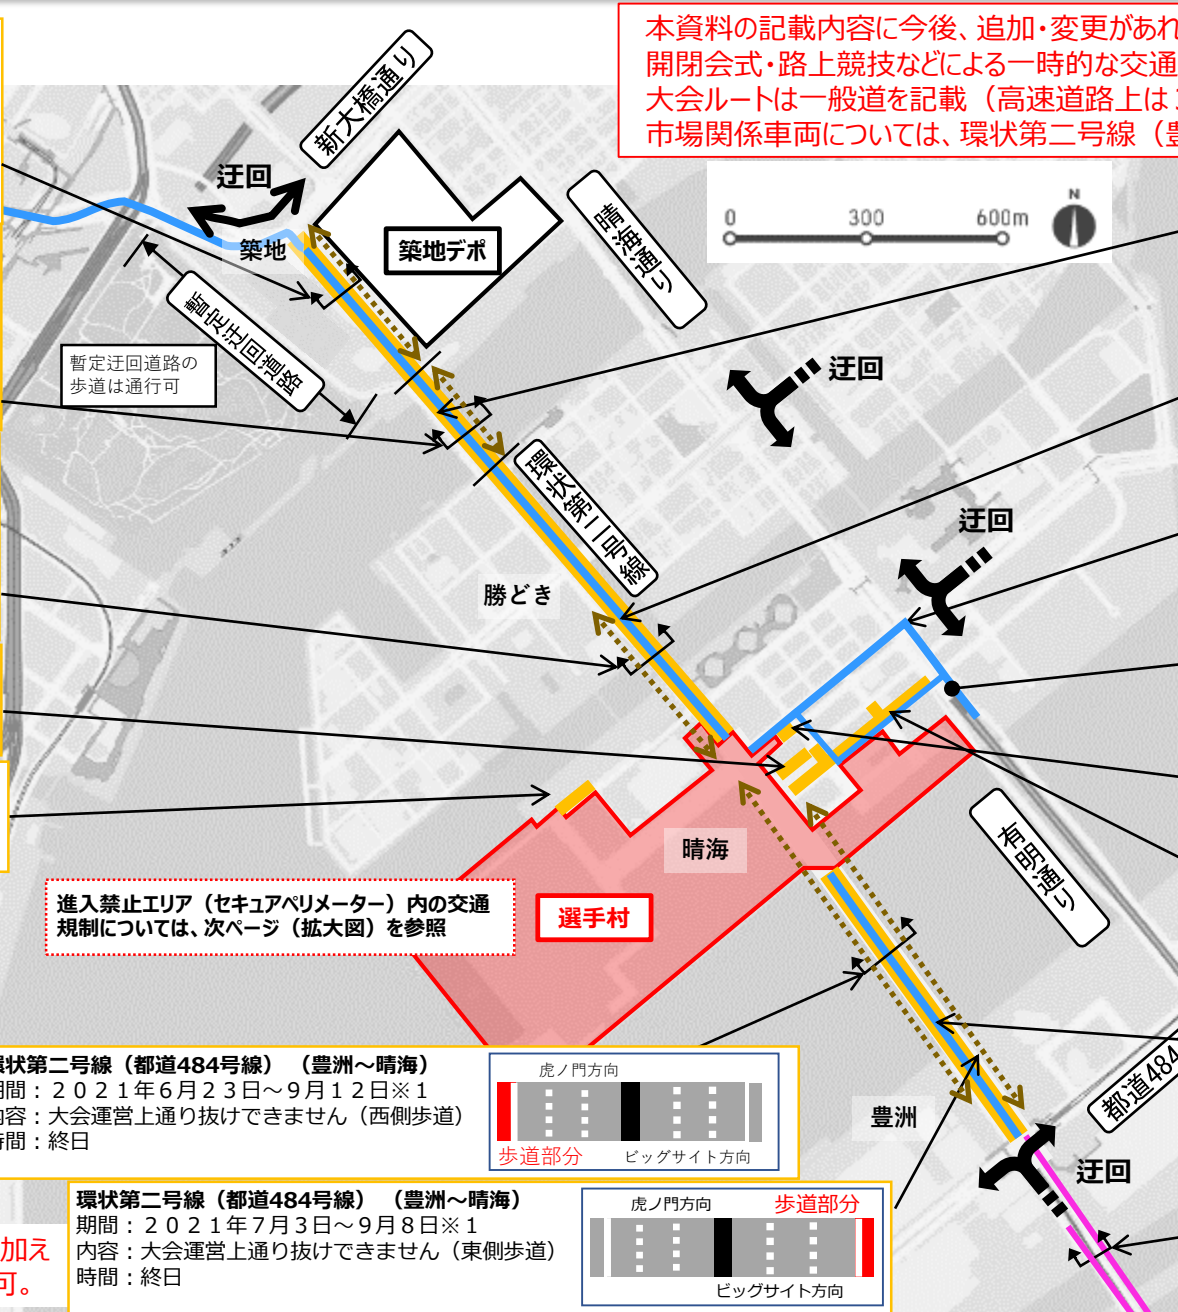 本資料の記載内容に今後、追加・変更があれ
開閉会式・路上競技などによる一時的な交通
大会ルートは一般道を記載（高速道路上は
市場関係車両については、環状第二号線（豊
新大橋通り
迂回
築地
築地デポ
晴海通り
0 300 600m
N
暫定迂回道路
暫定迂回道路の
歩道は通行可
迂回
環状第二号線
迂回
勝どき
晴海
有明通り
進入禁止エリア（セキュアペリメーター）内の交通
規制については、次ページ（拡大図）を参照
選手村
環状第二号線（都道484号線）（豊洲～晴海）
期間：２０２１年６月２３日～９月１２日※１
内容：大会運営上通り抜けできません（西側歩道）
時間：終日
虎ノ門方向
歩道部分
ビッグサイト方向
豊洲
都道484
迂回
環状第二号線（都道484号線）（豊洲～晴海）
期間：２０２１年７月３日～９月８日※１
内容：大会運営上通り抜けできません（東側歩道）
時間：終日
虎ノ門方向
歩道部分
ビッグサイト方向
加え
可。